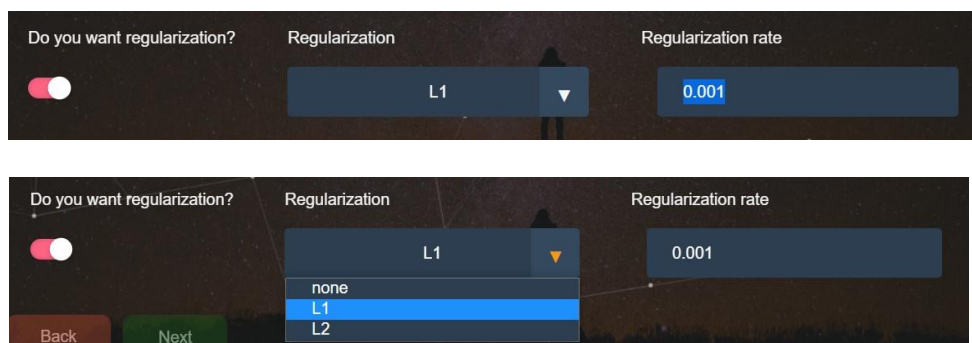 Do you want regularization? Regularization Regularization rate
L1 ▼ 0.001
Do you want regularization? Regularization Regularization rate
L1 ▼ 0.001
none
L1
L2
Back Next